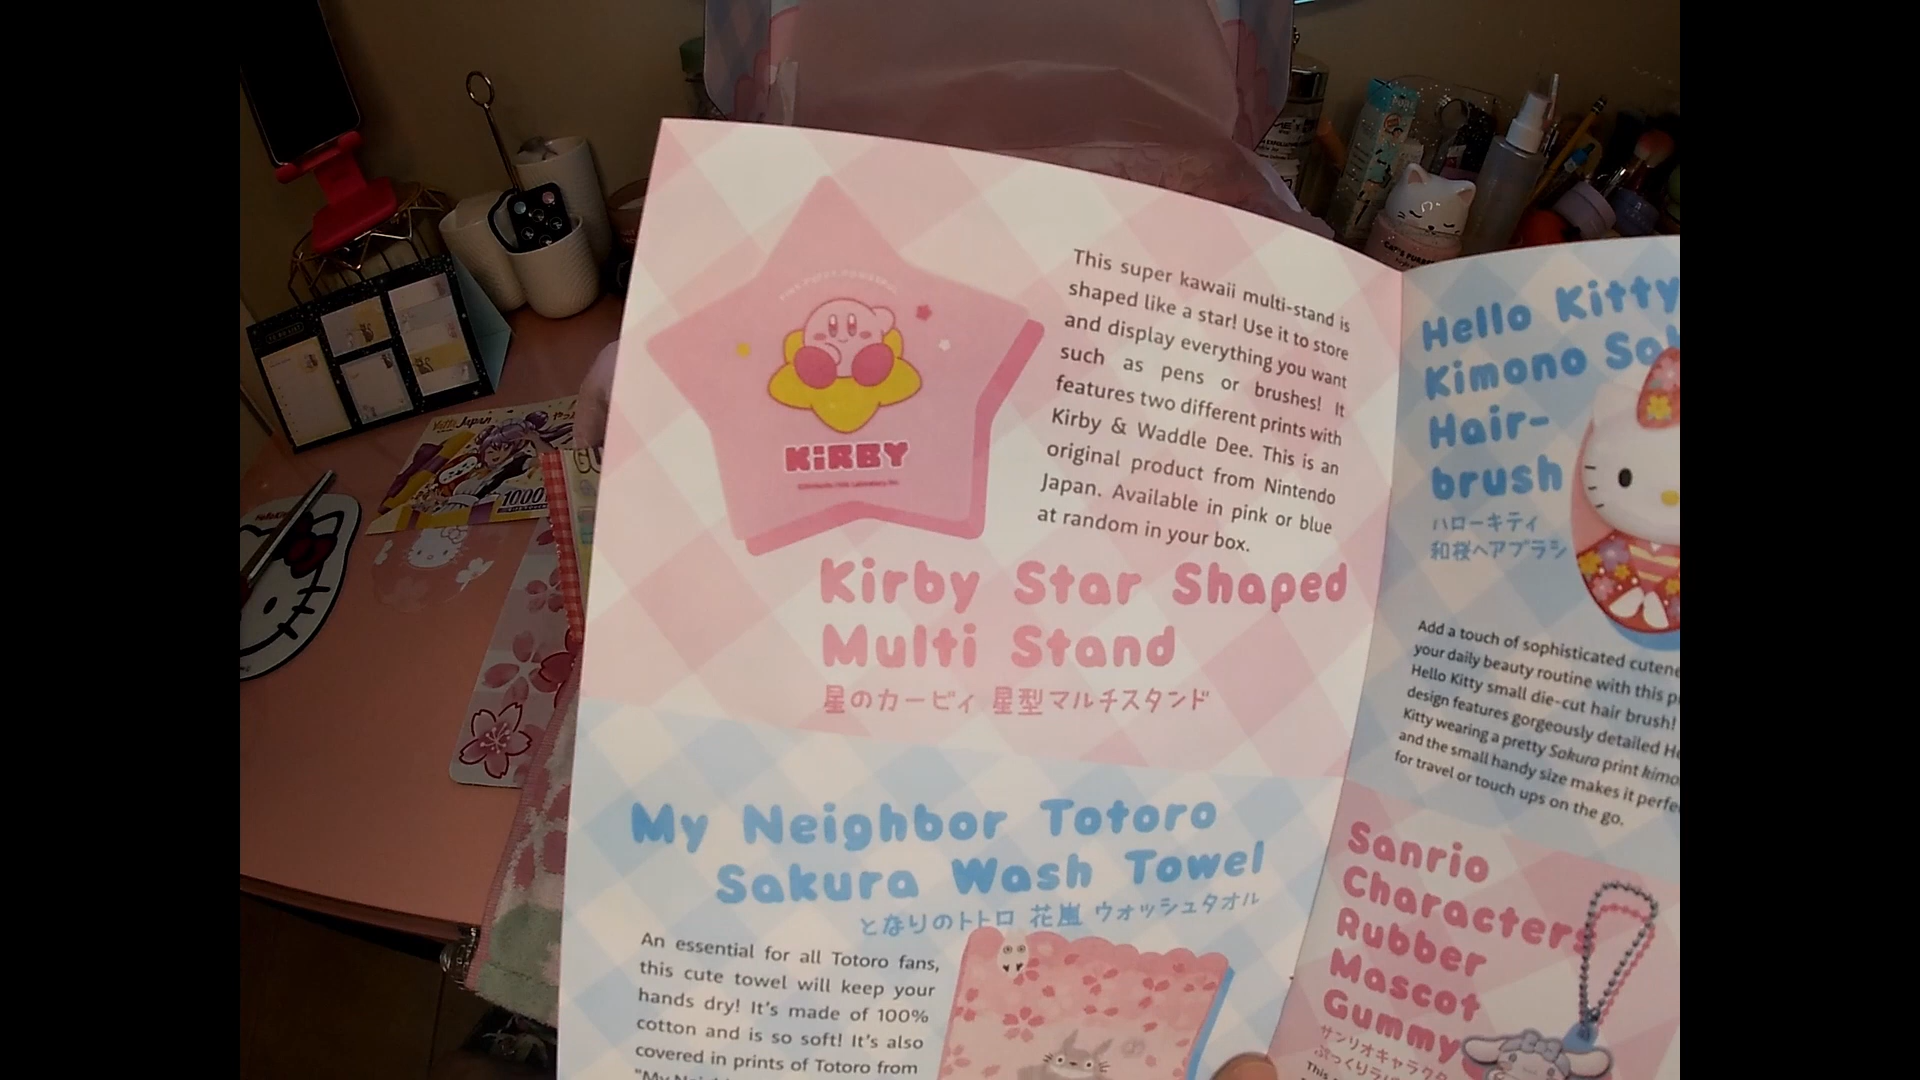 This super kawaii multi-stand is
shaped like a star! Use it to store
and display everything you want
such as pens or brushes! It
features two different prints with
Kirby & Waddle Dee. This is an
original product from Nintendo
Japan. Available in pink or blue
at random in your box.
KiRBY
Kirby Star Shaped
Multi Stand
星のカービィ 星型マルチスタンド
My Neighbor Totoro
Sakura Wash Towel
となりのトトロ 花嵐 ウォッシュタオル
An essential for all Totoro fans,
this cute towel will keep your
hands dry! It's made of 100%
cotton and is so soft! It's also
covered in prints of Totoro from
Hello Kitty
Kimono
Hair-
brush
ハローキティ
和桜ヘアブラシ
Add a touch of sophisticated
your daily beauty routine with this
Hello Kitty small die-cut hair brush!
design features gorgeously detailed
Kitty wearing a pretty Sakura print
and the small handy size makes it
for travel or touch ups on the go.
Sanrio
Characters
Rubber
Mascot
Gummy
サンリオキャラクタ
This
Japan
1000